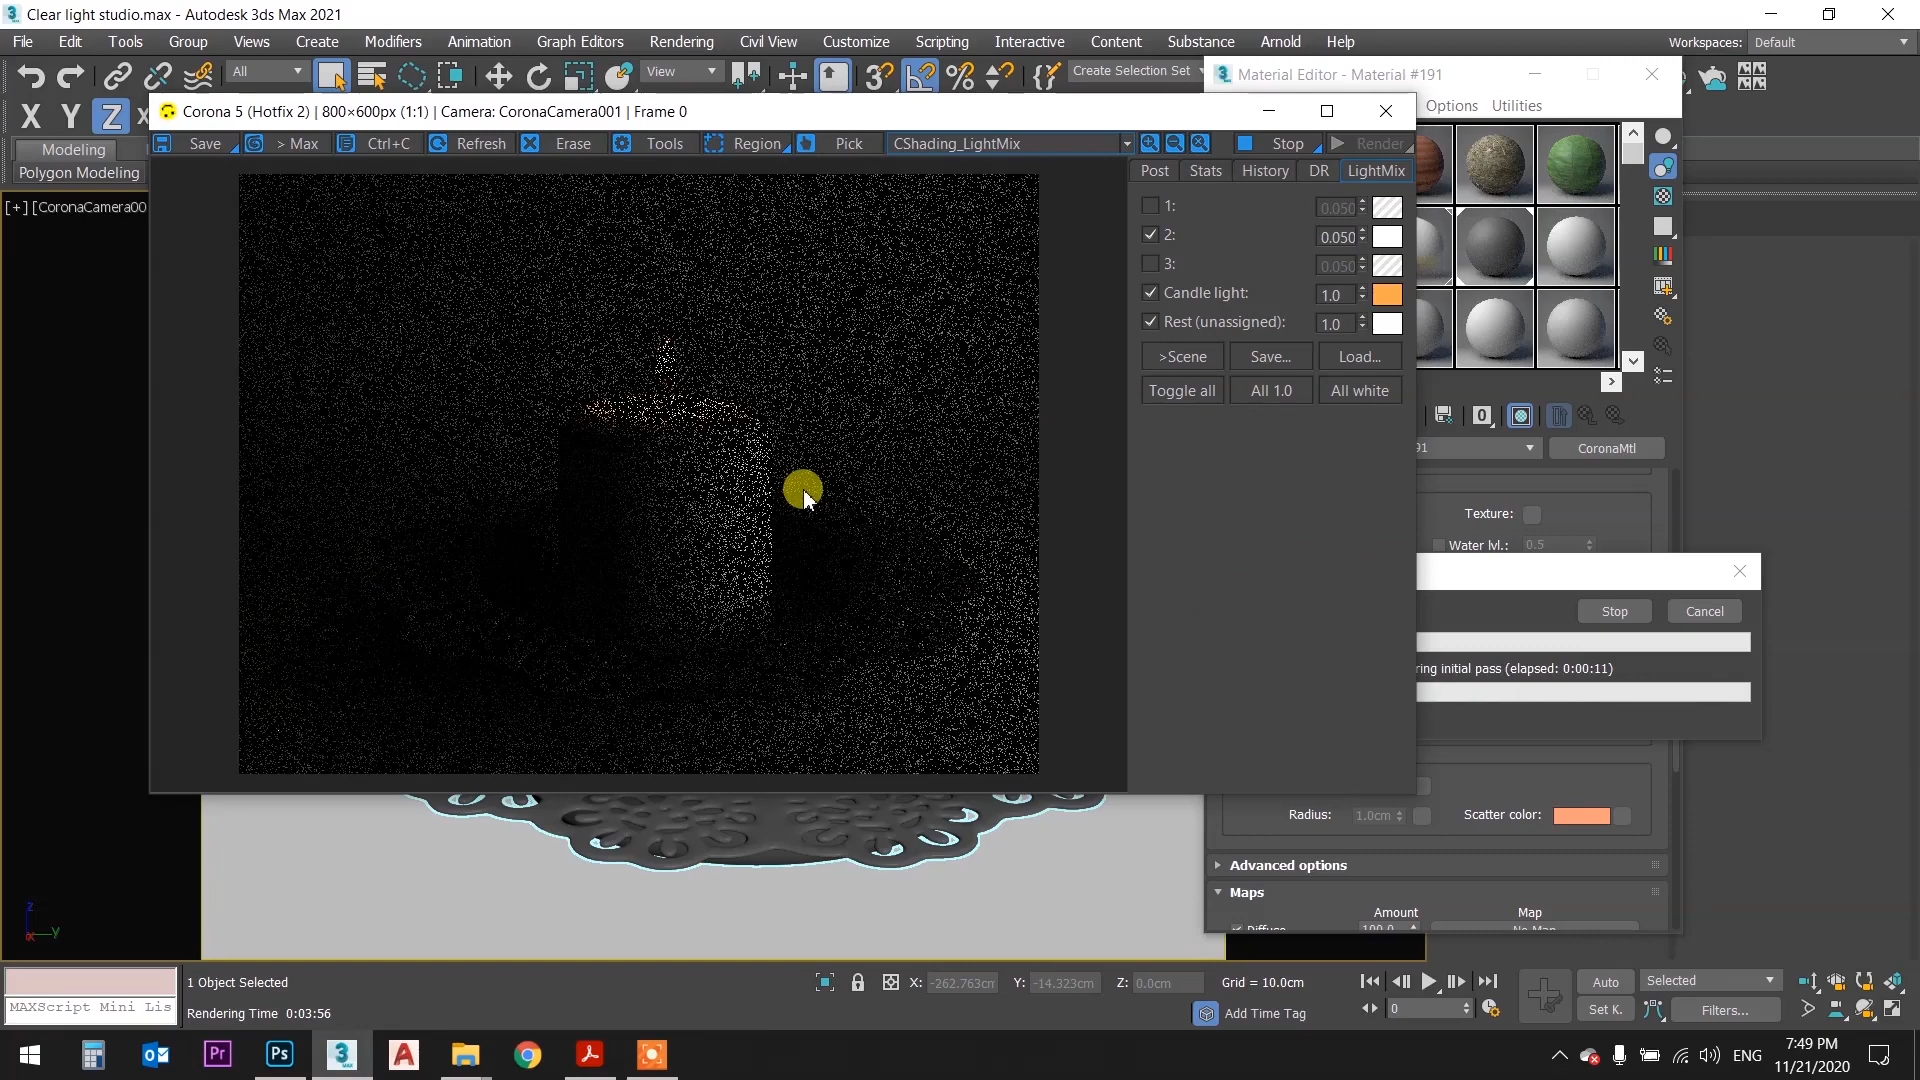 Clear light studio.max - Autodesk 3ds Max 2021
File Edit Tools Group Views Create Modifiers Animation Graph Editors Rendering Civil View Customize Scripting Interactive Content Substance Arnold Help
Workspaces: Default
All View Create Selection Set
Material Editor - Material #191
Options Utilities
X Y Z
Corona 5 (Hotfix 2) | 800×600px (1:1) | Camera: CoronaCamera001 | Frame 0
Save > Max Ctrl+C Refresh Erase Tools Region Pick CShading_LightMix Stop Render
Modeling
Polygon Modeling
Post Stats History DR LightMix
[+][CoronaCamera00
1: 0.050
2: 0.050
3: 0.050
Candle light: 1.0
Rest (unassigned): 1.0
>Scene Save... Load...
Toggle all All 1.0 All white
91 CoronaMtl
Texture:
Water lvl.: 0.5
Stop Cancel
ring initial pass (elapsed: 0:00:11)
Radius: 1.0cm Scatter color:
Advanced options
Maps
Amount Map
Diffuse 100.0 No Map
z
x y
1 Object Selected
X: -262.763cm Y: -14.323cm Z: 0.0cm Grid = 10.0cm
Auto Selected
MAXScript Mini Lis
Rendering Time 0:03:56
Add Time Tag
0
Set K. Filters...
ENG
7:49 PM
11/21/2020